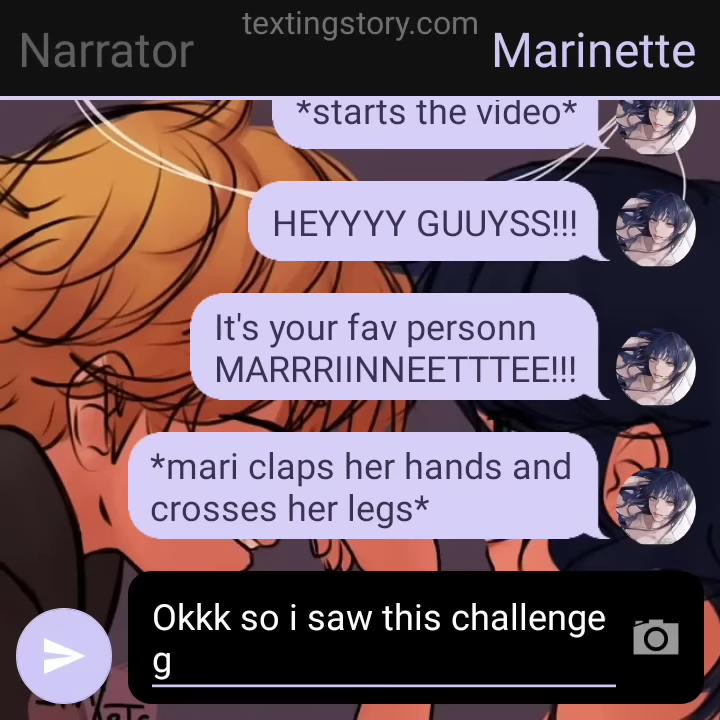 textingstory.com
Narrator
Marinette
*starts the video*
HEYYYY GUUYSS!!!
It's your fav personn
MARRRIINNEETTTEE!!!
*mari claps her hands and
crosses her legs*
Okkk so i saw this challenge
g